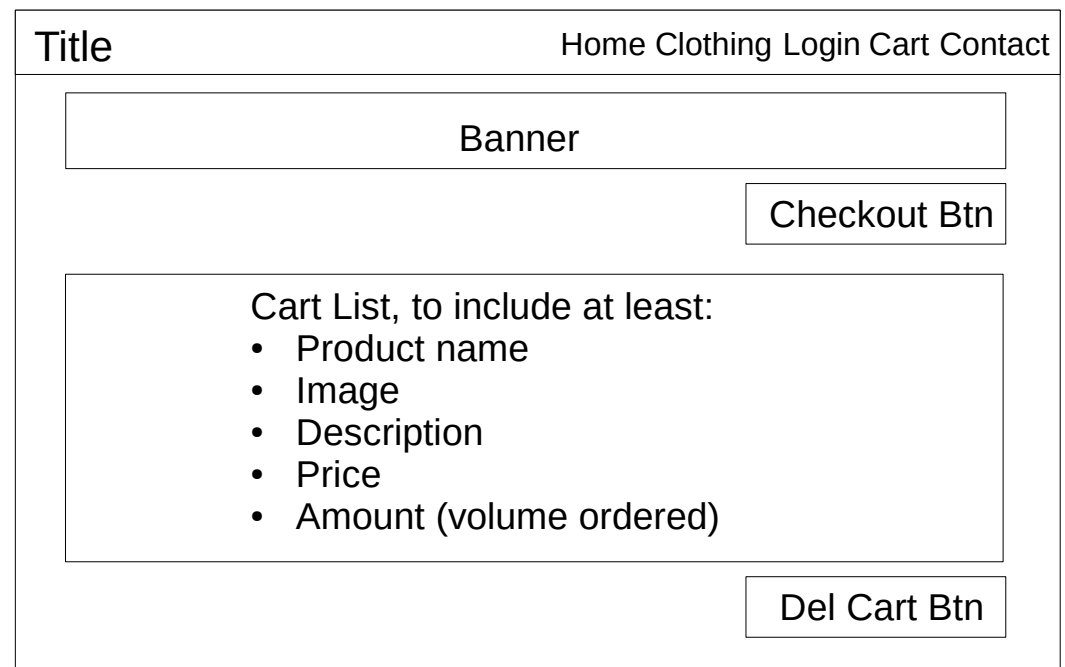 Title
Home Clothing Login Cart Contact
Banner
Checkout Btn
Cart List, to include at least:
• Product name
• Image
• Description
• Price
• Amount (volume ordered)
Del Cart Btn